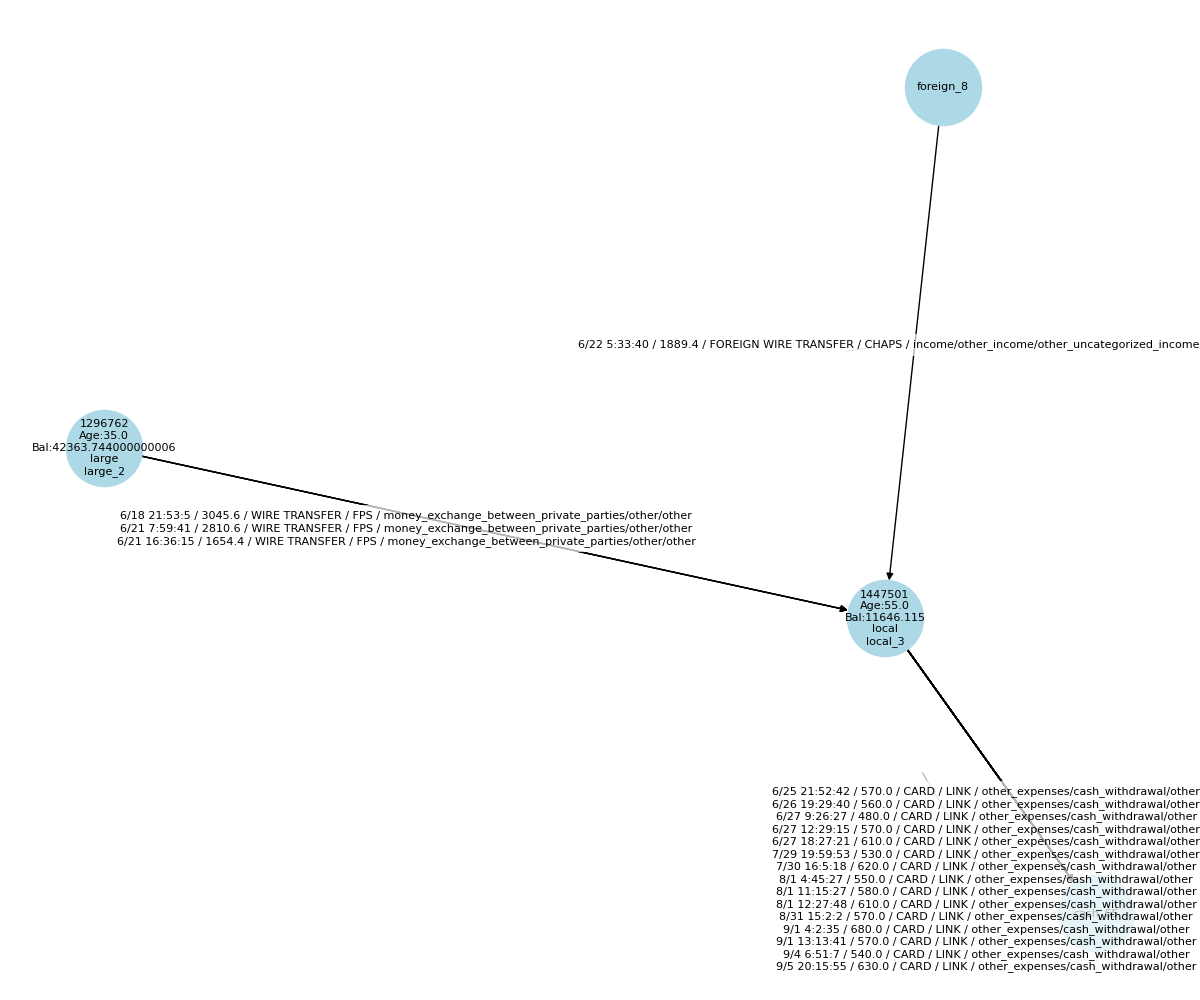 foreign_8
6/22 5:33:40 / 1889.4 / FOREIGN WIRE TRANSFER / CHAPS / income/other_income/other_uncategorized_income
1296762
Age:35.0
Bal:42363.744000000006
large
large_2
6/18 21:53:5 / 3045.6 / WIRE TRANSFER / FPS / money_exchange_between_private_parties/other/other
6/21 7:59:41 / 2810.6 / WIRE TRANSFER / FPS / money_exchange_between_private_parties/other/other
6/21 16:36:15 / 1654.4 / WIRE TRANSFER / FPS / money_exchange_between_private_parties/other/other
1447501
Age:55.0
Bal:11646.115
local
local_3
6/25 21:52:42 / 570.0 / CARD / LINK / other_expenses/cash_withdrawal/other
6/26 19:29:40 / 560.0 / CARD / LINK / other_expenses/cash_withdrawal/other
6/27 9:26:27 / 480.0 / CARD / LINK / other_expenses/cash_withdrawal/other
6/27 12:29:15 / 570.0 / CARD / LINK / other_expenses/cash_withdrawal/other
6/27 18:27:21 / 610.0 / CARD / LINK / other_expenses/cash_withdrawal/other
7/29 19:59:53 / 530.0 / CARD / LINK / other_expenses/cash_withdrawal/other
7/30 16:5:18 / 620.0 / CARD / LINK / other_expenses/cash_withdrawal/other
8/1 4:45:27 / 550.0 / CARD / LINK / other_expenses/cash_withdrawal/other
8/1 11:15:27 / 580.0 / CARD / LINK / other_expenses/cash_withdrawal/other
8/1 12:27:48 / 610.0 / CARD / LINK / other_expenses/cash_withdrawal/other
8/31 15:2:2 / 570.0 / CARD / LINK / other_expenses/cash_withdrawal/other
9/1 4:2:35 / 680.0 / CARD / LINK / other_expenses/cash_withdrawal/other
9/1 13:13:41 / 570.0 / CARD / LINK / other_expenses/cash_withdrawal/other
9/4 6:51:7 / 540.0 / CARD / LINK / other_expenses/cash_withdrawal/other
9/5 20:15:55 / 630.0 / CARD / LINK / other_expenses/cash_withdrawal/other